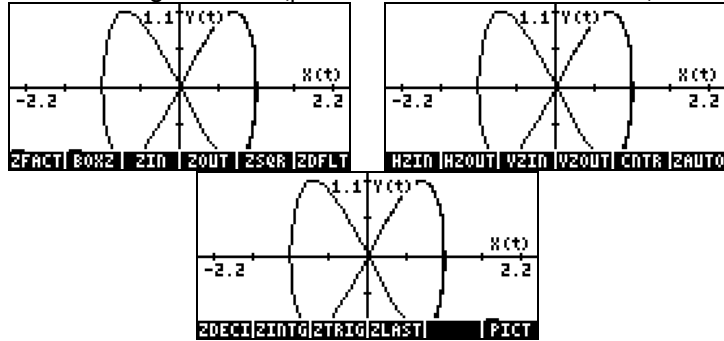 1.1 Y(t)
X(t)
-2.2 2.2
ZFACT BOXZ ZIN ZOUT ZSQR ZDFLT
1.1 Y(t)
X(t)
-2.2 2.2
HZIN HZOUT VZIN VZOUT CNTR ZAUTO
1.1 Y(t)
X(t)
-2.2 2.2
ZDECI ZINTG ZTRIG ZLAST PICT